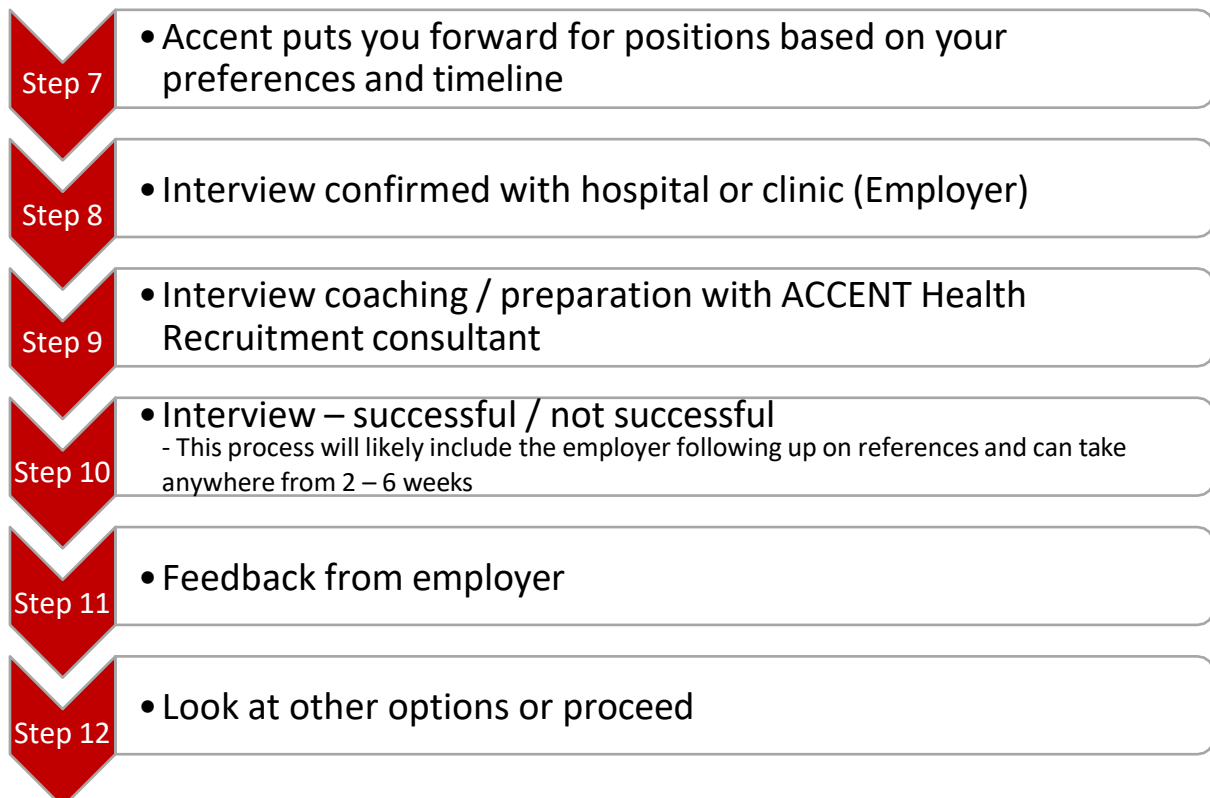 Step 7
• Accent puts you forward for positions based on your
preferences and timeline
Step 8
• Interview confirmed with hospital or clinic (Employer)
Step 9
• Interview coaching / preparation with ACCENT Health
Recruitment consultant
Step 10
• Interview – successful / not successful
- This process will likely include the employer following up on references and can take
anywhere from 2 – 6 weeks
Step 11
• Feedback from employer
Step 12
• Look at other options or proceed